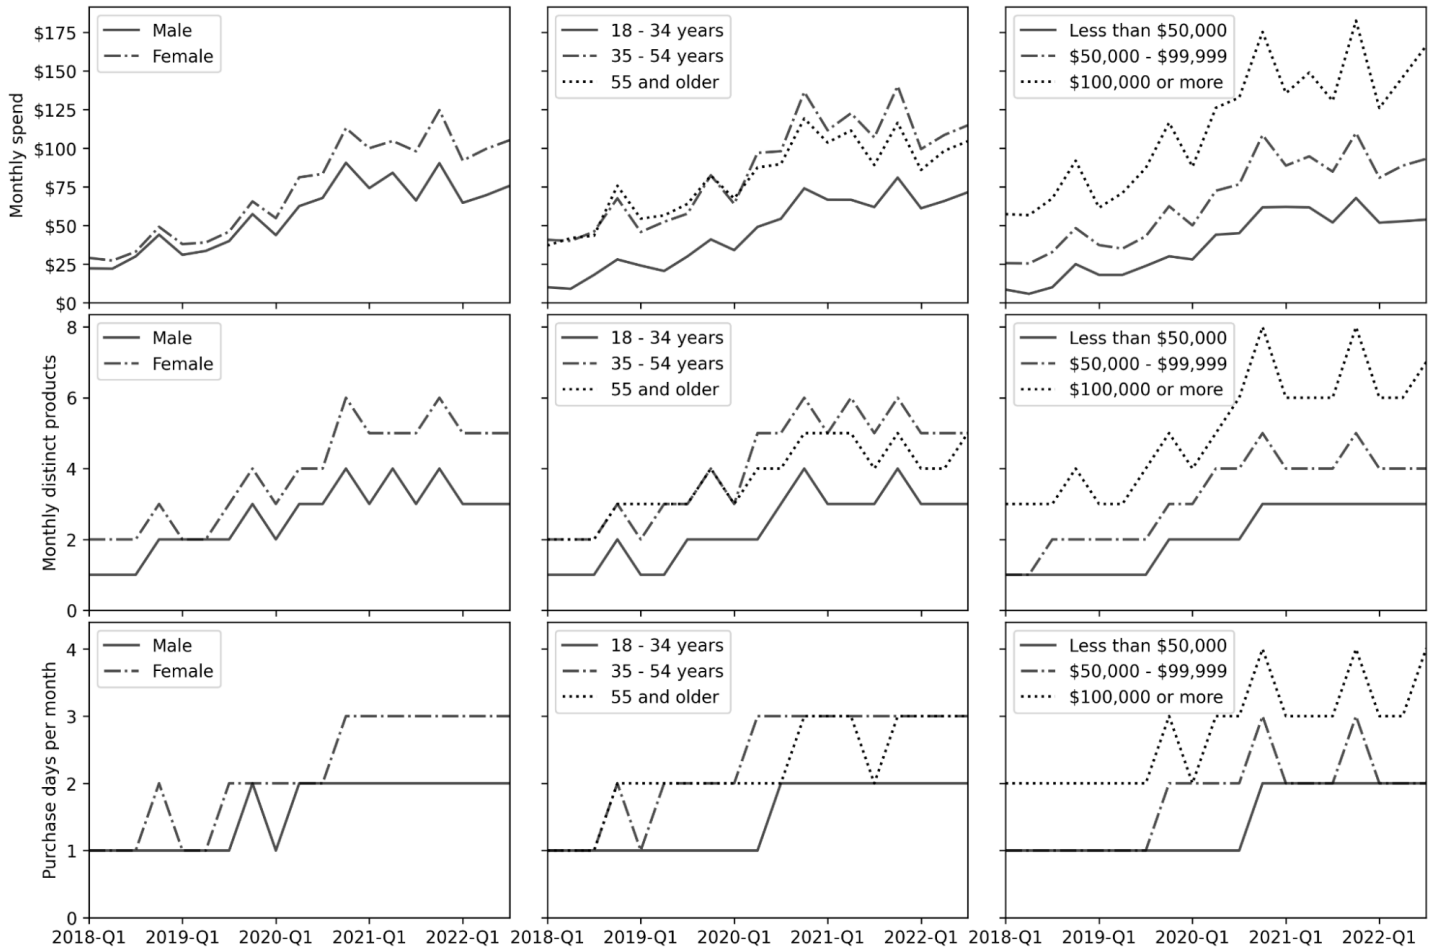 Monthly spend
$175
$150
$125
$100
$75
$50
$25
$0
Male
Female
18 - 34 years
35 - 54 years
55 and older
Less than $50,000
$50,000 - $99,999
$100,000 or more
Monthly distinct products
8
6
4
2
0
Male
Female
18 - 34 years
35 - 54 years
55 and older
Less than $50,000
$50,000 - $99,999
$100,000 or more
Purchase days per month
4
3
2
1
0
Male
Female
18 - 34 years
35 - 54 years
55 and older
Less than $50,000
$50,000 - $99,999
$100,000 or more
2018-Q1 2019-Q1 2020-Q1 2021-Q1 2022-Q1 2018-Q1 2019-Q1 2020-Q1 2021-Q1 2022-Q1 2018-Q1 2019-Q1 2020-Q1 2021-Q1 2022-Q1